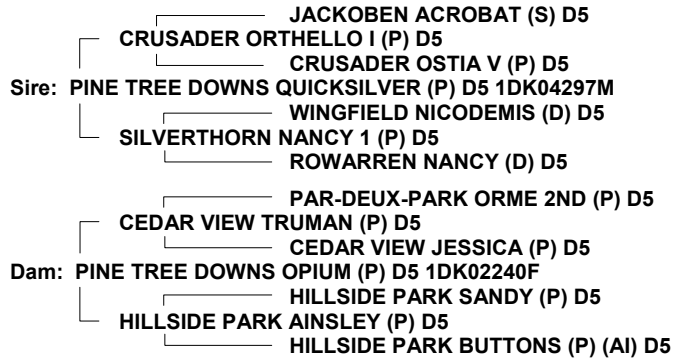 JACKOBEN ACROBAT (S) D5
CRUSADER ORTHELLO I (P) D5
CRUSADER OSTIA V (P) D5
Sire: PINE TREE DOWNS QUICKSILVER (P) D5 1DK04297M
WINGFIELD NICODEMIS (D) D5
SILVERTHORN NANCY 1 (P) D5
ROWARREN NANCY (D) D5
PAR-DEUX-PARK ORME 2ND (P) D5
CEDAR VIEW TRUMAN (P) D5
CEDAR VIEW JESSICA (P) D5
Dam: PINE TREE DOWNS OPIUM (P) D5 1DK02240F
HILLSIDE PARK SANDY (P) D5
HILLSIDE PARK AINSLEY (P) D5
HILLSIDE PARK BUTTONS (P) (AI) D5